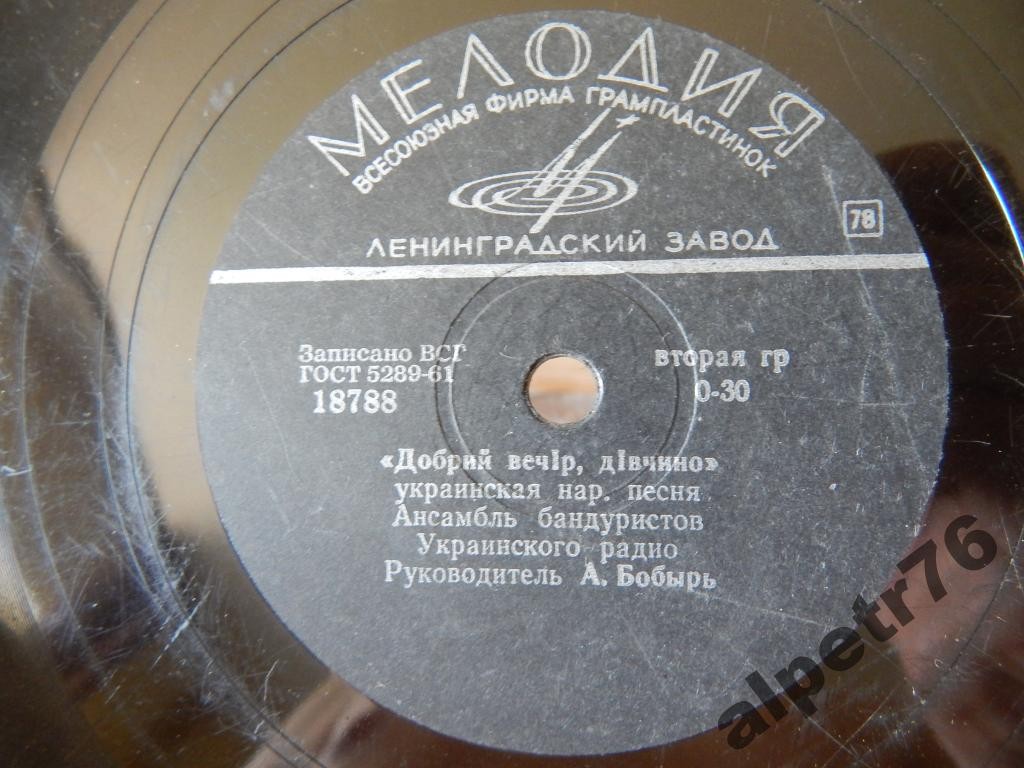 МЕЛОДИЯ
ВСЕСОЮЗНАЯ ФИРМА ГРАМПЛАСТИНОК
ЛЕНИНГРАДСКИЙ ЗАВОД
78
Записано ВСГ
ГОСТ 5289-61
18788
вторая гр
0-30
«Добрий вечІр, дІвчино»
украинская нар. песня
Ансамбль бандуристов
Украинского радио
Руководитель А. Бобырь
alpetr76